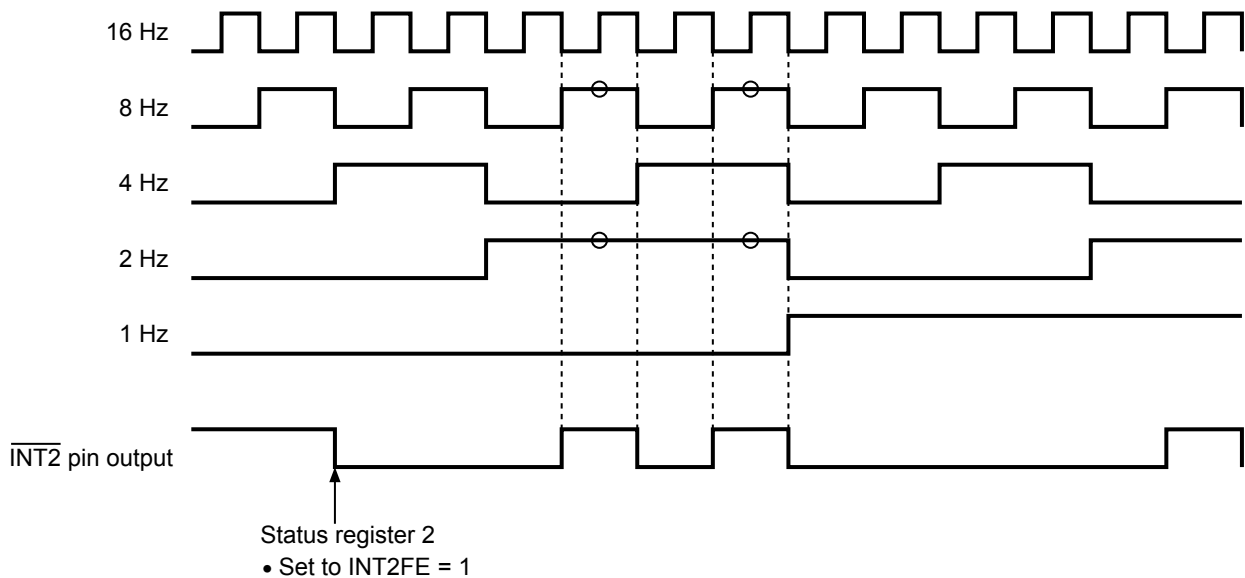 16 Hz
8 Hz
4 Hz
2 Hz
1 Hz
INT2 pin output
Status register 2
• Set to INT2FE = 1